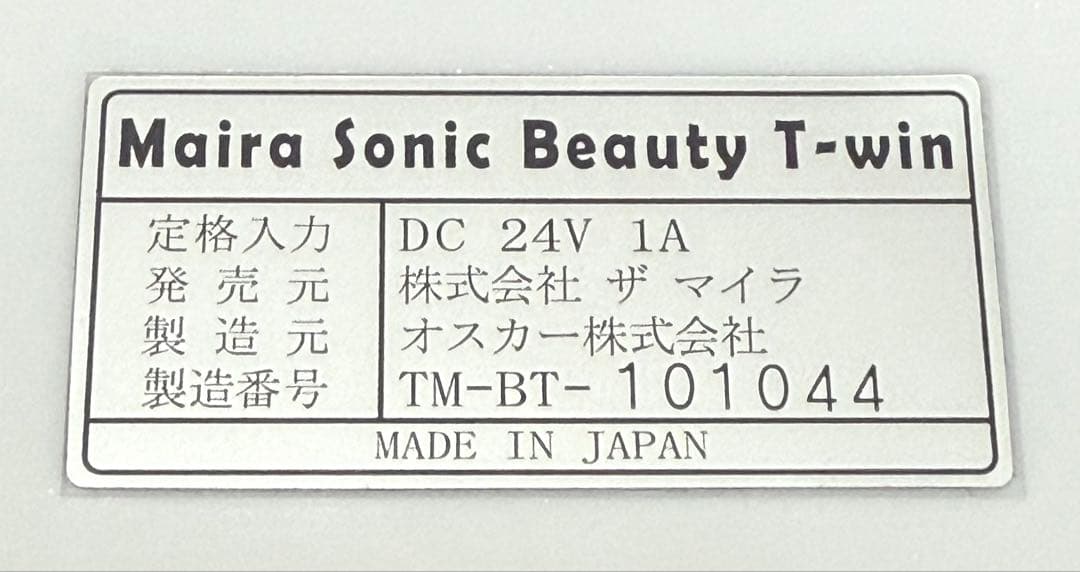 Maira Sonic Beauty T-win
定格入力 DC 24V 1A
発売元 株式会社 ザ マイラ
製造元 オスカー株式会社
製造番号 TM-BT-101044
MADE IN JAPAN